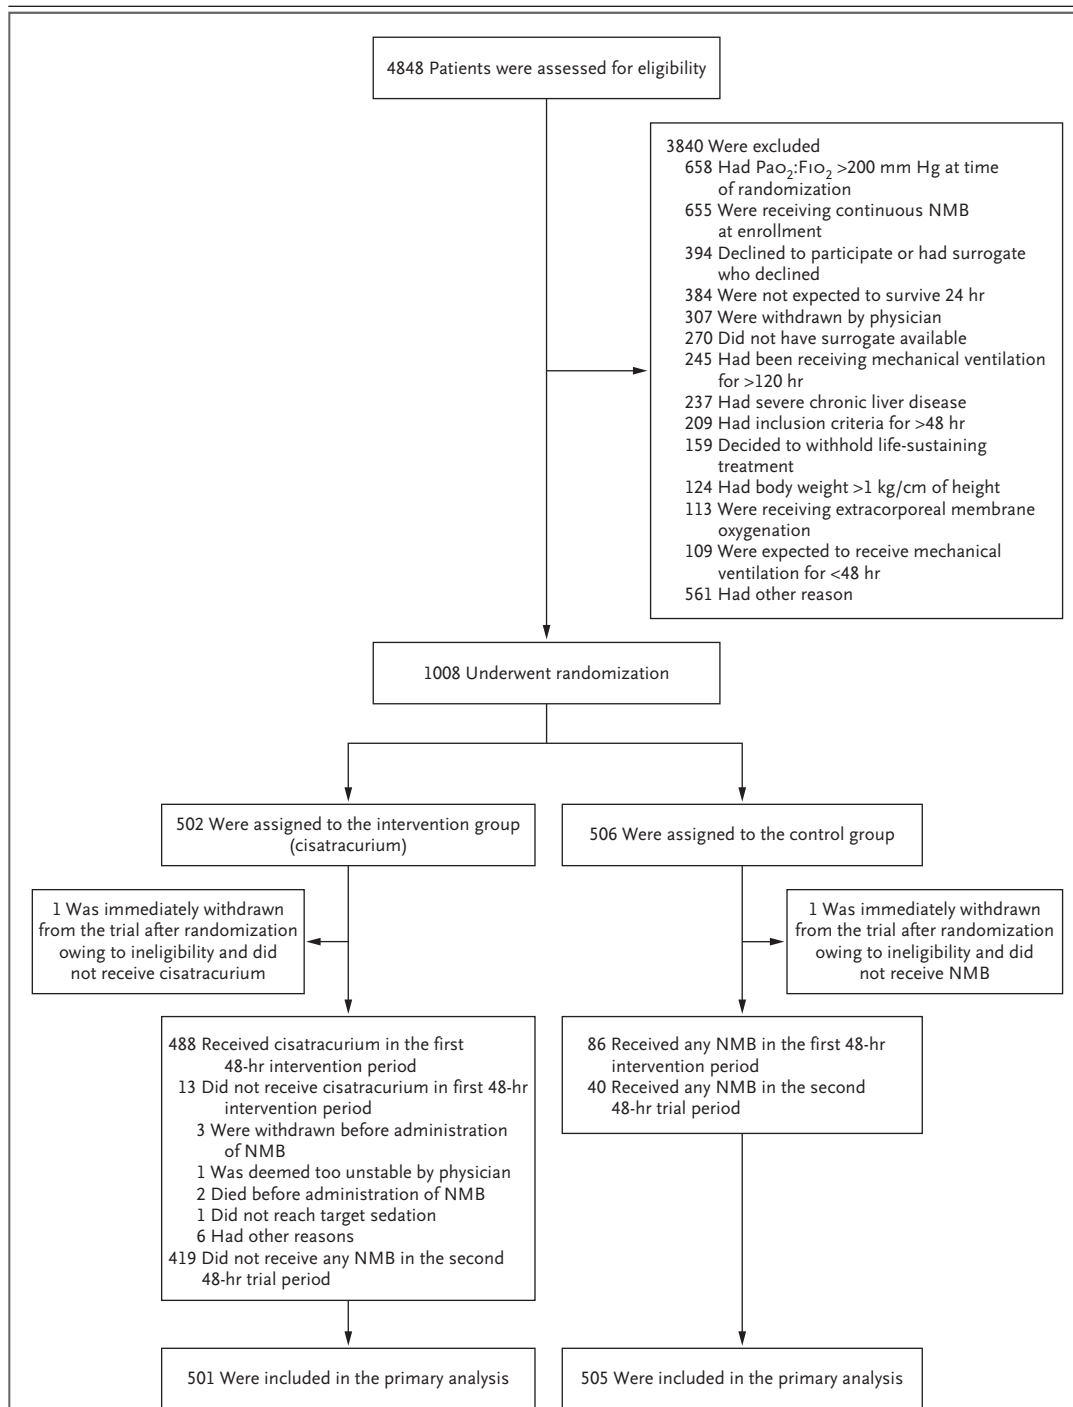 4848 Patients were assessed for eligibility
3840 Were excluded
658 Had Pao₂:Fio₂ >200 mm Hg at time
of randomization
655 Were receiving continuous NMB
at enrollment
394 Declined to participate or had surrogate
who declined
384 Were not expected to survive 24 hr
307 Were withdrawn by physician
270 Did not have surrogate available
245 Had been receiving mechanical ventilation
for >120 hr
237 Had severe chronic liver disease
209 Had inclusion criteria for >48 hr
159 Decided to withhold life-sustaining
treatment
124 Had body weight >1 kg/cm of height
113 Were receiving extracorporeal membrane
oxygenation
109 Were expected to receive mechanical
ventilation for <48 hr
561 Had other reason
1008 Underwent randomization
502 Were assigned to the intervention group
(cisatracurium)
506 Were assigned to the control group
1 Was immediately withdrawn
from the trial after randomization
owing to ineligibility and did
not receive cisatracurium
1 Was immediately withdrawn
from the trial after randomization
owing to ineligibility and did
not receive NMB
488 Received cisatracurium in the first
48-hr intervention period
13 Did not receive cisatracurium in first 48-hr
intervention period
3 Were withdrawn before administration
of NMB
1 Was deemed too unstable by physician
2 Died before administration of NMB
1 Did not reach target sedation
6 Had other reasons
419 Did not receive any NMB in the second
48-hr trial period
86 Received any NMB in the first 48-hr
intervention period
40 Received any NMB in the second
48-hr trial period
501 Were included in the primary analysis
505 Were included in the primary analysis